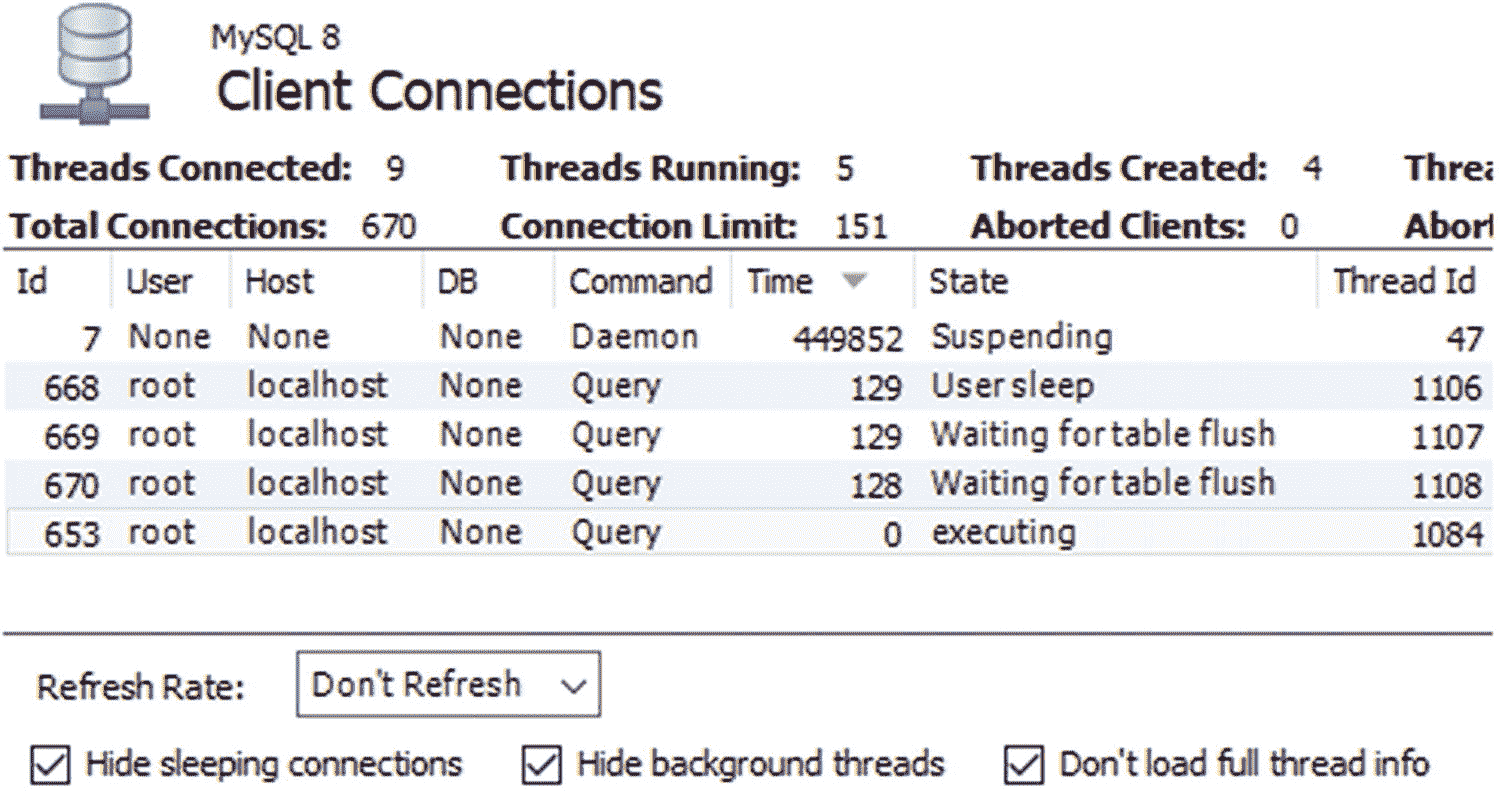 MySQL 8
Client Connections
Threads Connected: 9 Threads Running: 5 Threads Created: 4 Threa
Total Connections: 670 Connection Limit: 151 Aborted Clients: 0 Abort
Id User Host DB Command Time State Thread Id
7 None None None Daemon 449852 Suspending 47
668 root localhost None Query 129 User sleep 1106
669 root localhost None Query 129 Waiting for table flush 1107
670 root localhost None Query 128 Waiting for table flush 1108
653 root localhost None Query 0 executing 1084
Refresh Rate: Don't Refresh
Hide sleeping connections Hide background threads Don't load full thread info